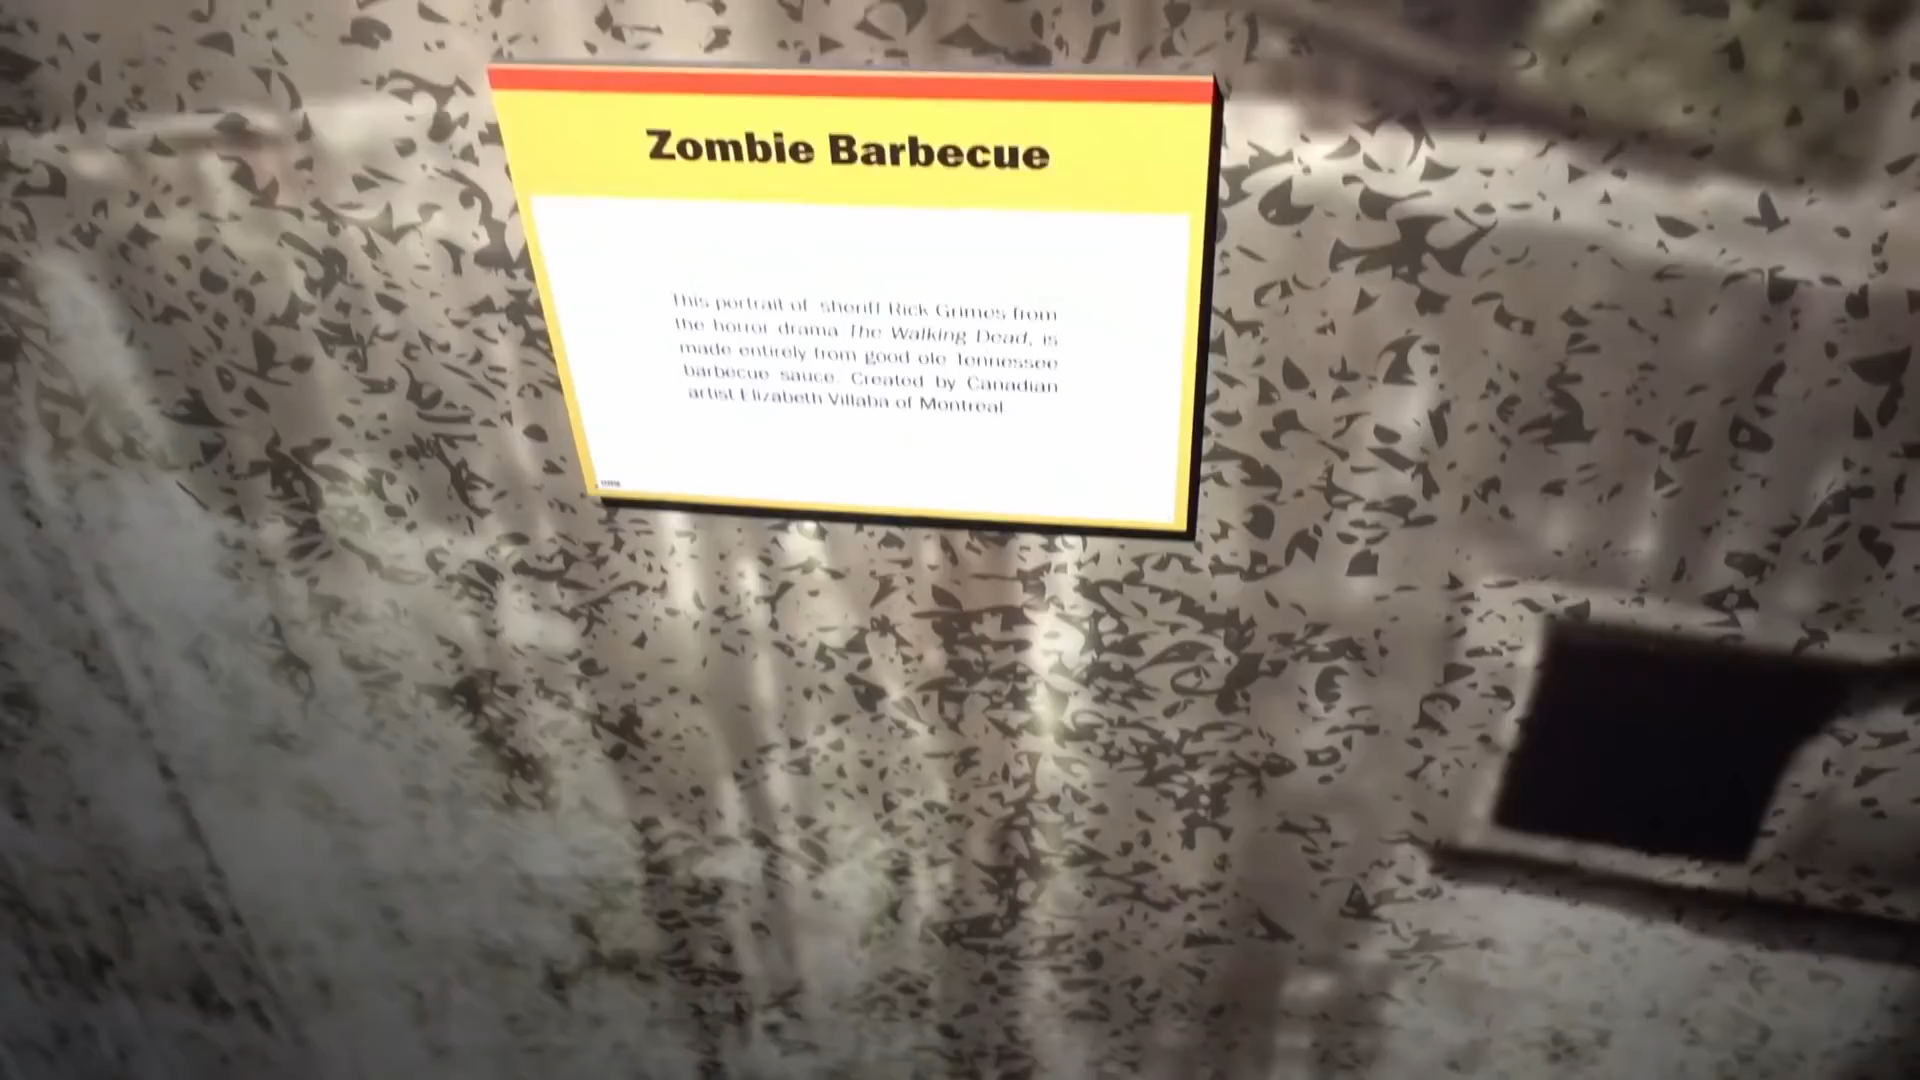 Zombie Barbecue
This portrait of sheriff Rick Grimes from
the horror drama The Walking Dead, is
made entirely from good ole Tennessee
barbecue sauce. Created by Canadian
artist Elizabeth Villaba of Montreal